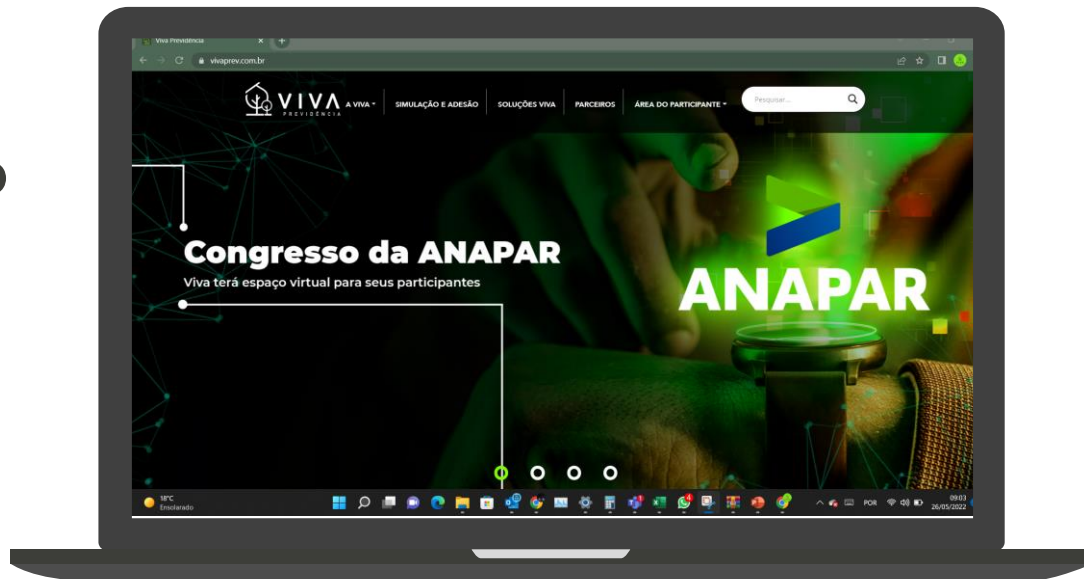 Viva Previdência
vivaprev.com.br
VIVA
PREVIDÊNCIA
A VIVA
SIMULAÇÃO E ADESÃO
SOLUÇÕES VIVA
PARCEIROS
ÁREA DO PARTICIPANTE
Pesquisar...
Congresso da ANAPAR
Viva terá espaço virtual para seus participantes
ANAPAR
18°C
Ensolarado
POR
09:03
26/05/2022